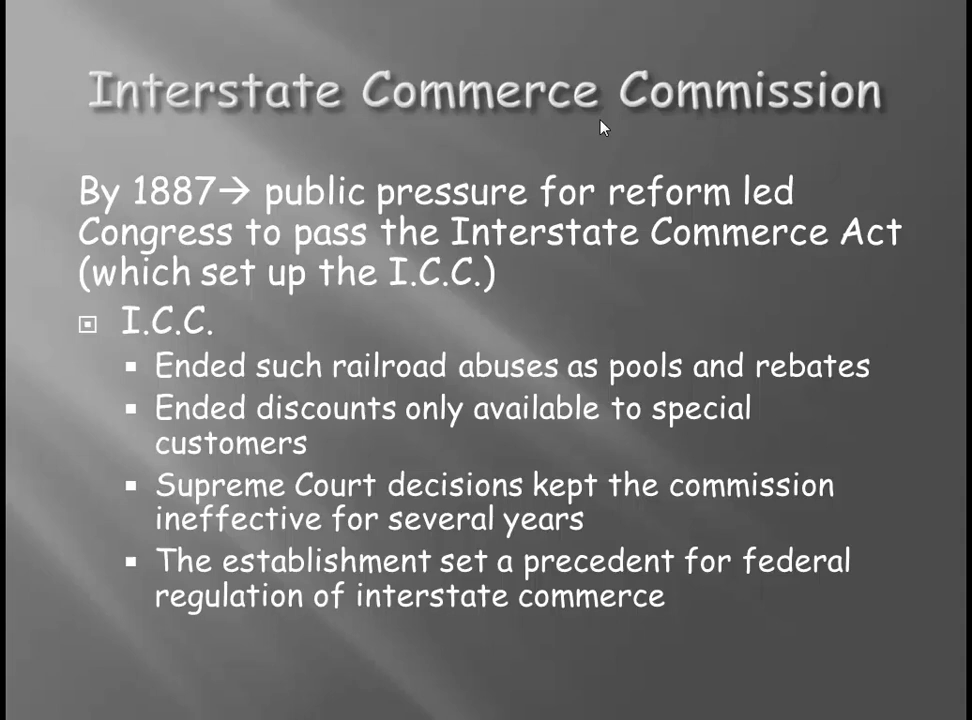 Interstate Commerce Commission
By 1887→ public pressure for reform led
Congress to pass the Interstate Commerce Act
(which set up the I.C.C.)
I.C.C.
Ended such railroad abuses as pools and rebates
Ended discounts only available to special
customers
Supreme Court decisions kept the commission
ineffective for several years
The establishment set a precedent for federal
regulation of interstate commerce